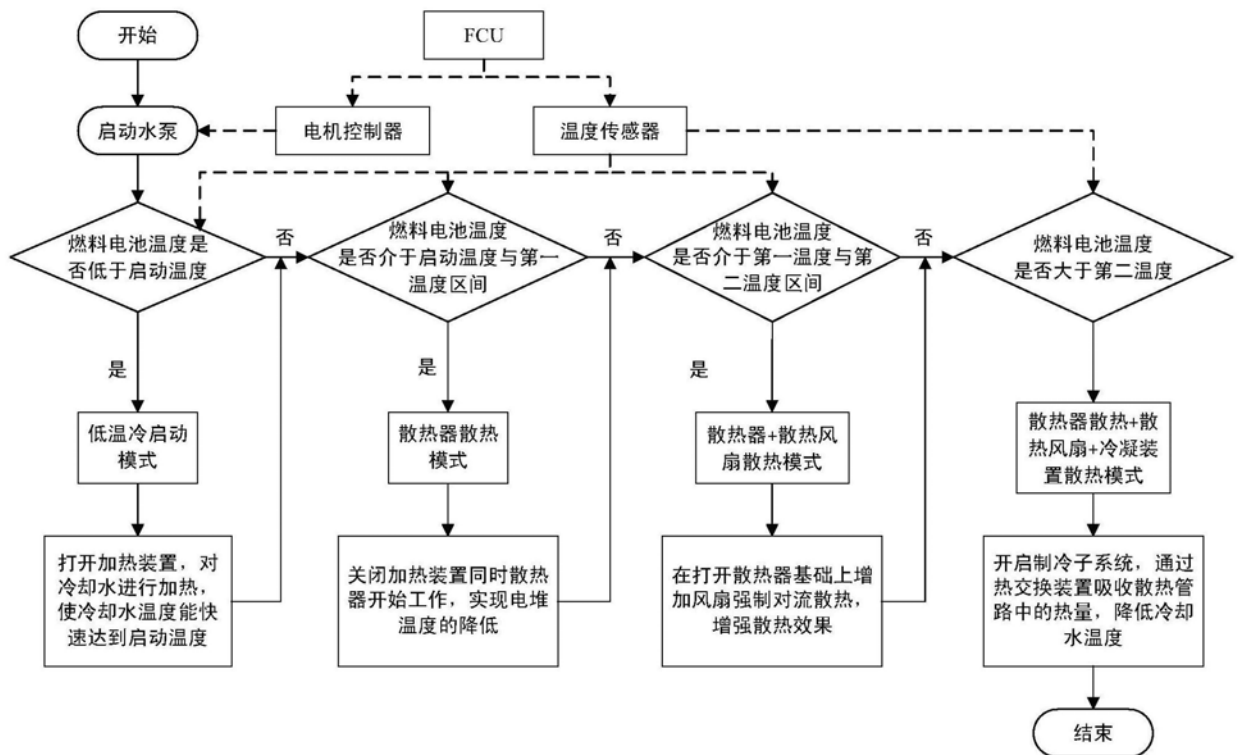 开始
FCU
启动水泵
电机控制器
温度传感器
燃料电池温度是
否低于启动温度
否
燃料电池温度
是否介于启动温度与第一
温度区间
否
燃料电池温度
是否介于第一温度与第
二温度区间
否
燃料电池温度
是否大于第二温度
是
是
是
低温冷启动
模式
散热器散热
模式
散热器+散热风
扇散热模式
散热器散热+散
热风扇+冷凝装
置散热模式
打开加热装置，对
冷却水进行加热，
使冷却水温度能快
速达到启动温度
关闭加热装置同时散热
器开始工作，实现电堆
温度的降低
在打开散热器基础上增
加风扇强制对流散热，
增强散热效果
开启制冷子系统，通过
热交换装置吸收散热管
路中的热量，降低冷却
水温度
结束